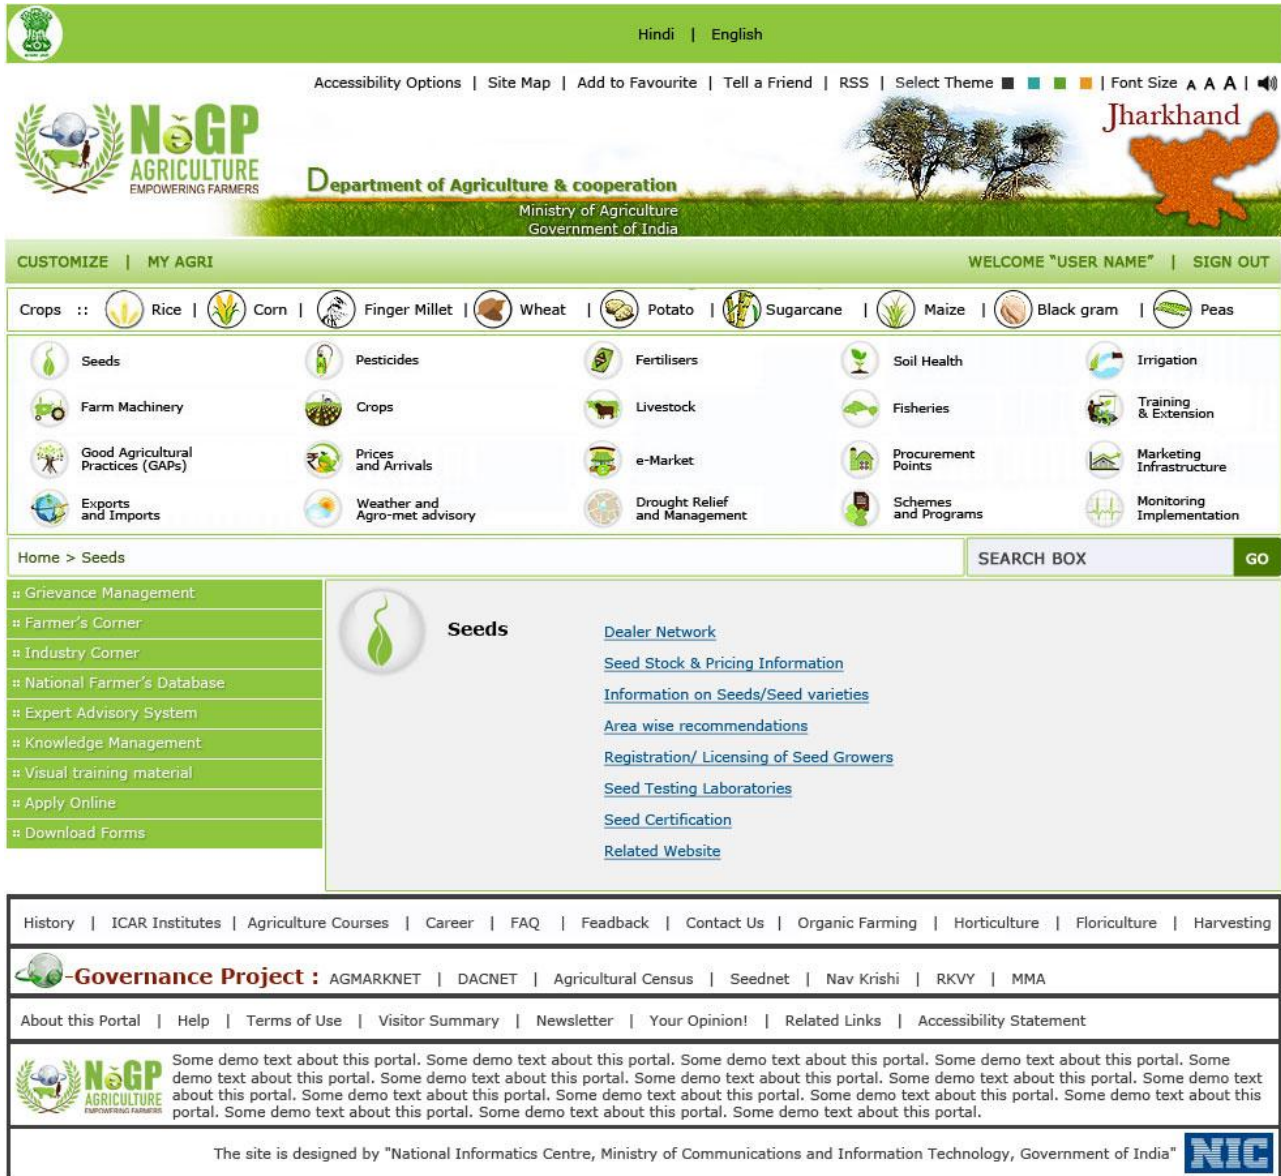 Hindi | English
Accessibility Options | Site Map | Add to Favourite | Tell a Friend | RSS | Select Theme | Font Size A A A |
Jharkhand
NeGP
AGRICULTURE
EMPOWERING FARMERS
Department of Agriculture & cooperation
Ministry of Agriculture
Government of India
CUSTOMIZE | MY AGRI
WELCOME "USER NAME" | SIGN OUT
Crops :: Rice | Corn | Finger Millet | Wheat | Potato | Sugarcane | Maize | Black gram | Peas
Seeds
Pesticides
Fertilisers
Soil Health
Irrigation
Farm Machinery
Crops
Livestock
Fisheries
Training
& Extension
Good Agricultural
Practices (GAPs)
Prices
and Arrivals
e-Market
Procurement
Points
Marketing
Infrastructure
Exports
and Imports
Weather and
Agro-met advisory
Drought Relief
and Management
Schemes
and Programs
Monitoring
Implementation
Home > Seeds
SEARCH BOX
GO
:: Grievance Management
:: Farmer's Corner
:: Industry Corner
:: National Farmer's Database
:: Expert Advisory System
:: Knowledge Management
:: Visual training material
:: Apply Online
:: Download Forms
Seeds
Dealer Network
Seed Stock & Pricing Information
Information on Seeds/Seed varieties
Area wise recommendations
Registration/ Licensing of Seed Growers
Seed Testing Laboratories
Seed Certification
Related Website
History | ICAR Institutes | Agriculture Courses | Career | FAQ | Feadback | Contact Us | Organic Farming | Horticulture | Floriculture | Harvesting
-Governance Project : AGMARKNET | DACNET | Agricultural Census | Seednet | Nav Krishi | RKVY | MMA
About this Portal | Help | Terms of Use | Visitor Summary | Newsletter | Your Opinion! | Related Links | Accessibility Statement
NeGP
AGRICULTURE
EMPOWERING FARMERS
Some demo text about this portal. Some demo text about this portal. Some demo text about this portal. Some demo text about this portal. Some
demo text about this portal. Some demo text about this portal. Some demo text about this portal. Some demo text about this portal. Some demo text
about this portal. Some demo text about this portal. Some demo text about this portal. Some demo text about this portal. Some demo text about this
portal. Some demo text about this portal. Some demo text about this portal. Some demo text about this portal.
The site is designed by "National Informatics Centre, Ministry of Communications and Information Technology, Government of India"
NIC